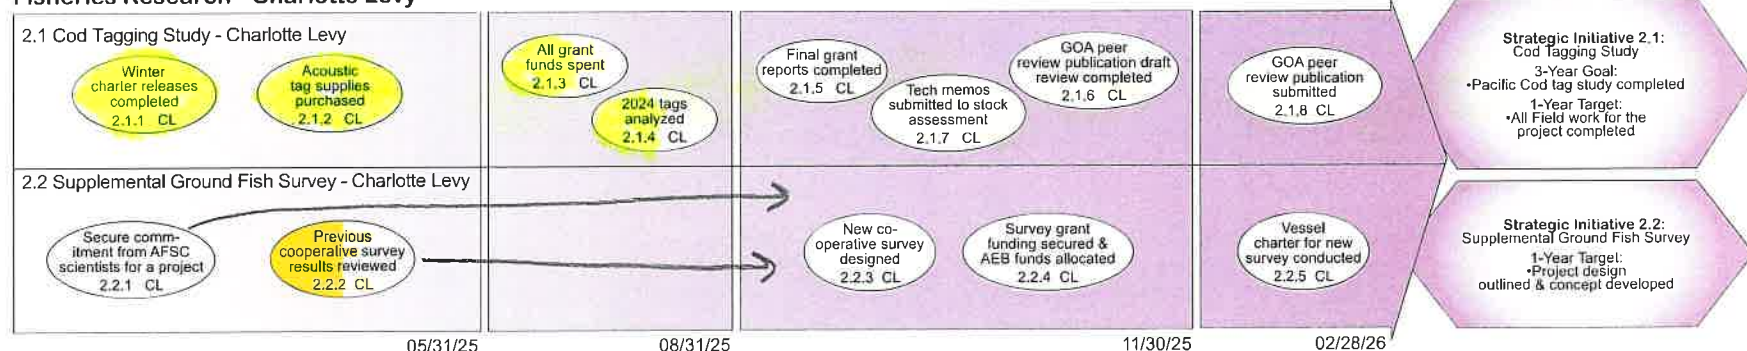 Fisheries Research - Charlotte Levy
2.1 Cod Tagging Study - Charlotte Levy
Winter
charter releases
completed
2.1.1 CL
Acoustic
tag supplies
purchased
2.1.2 CL
All grant
funds spent
2.1.3 CL
2024 tags
analyzed
2.1.4 CL
Final grant
reports completed
2.1.5 CL
Tech memos
submitted to stock
assessment
2.1.7 CL
GOA peer
review publication draft
review completed
2.1.6 CL
GOA peer
review publication
submitted
2.1.8 CL
Strategic Initiative 2.1:
Cod Tagging Study
3-Year Goal:
•Pacific Cod tag study completed
1-Year Target:
•All Field work for the
project completed
2.2 Supplemental Ground Fish Survey - Charlotte Levy
Secure comm-
itment from AFSC
scientists for a project
2.2.1 CL
Previous
cooperative survey
results reviewed
2.2.2 CL
New co-
operative survey
designed
2.2.3 CL
Survey grant
funding secured &
AEB funds allocated
2.2.4 CL
Vessel
charter for new
survey conducted
2.2.5 CL
Strategic Initiative 2.2:
Supplemental Ground Fish Survey
1-Year Target:
•Project design
outlined & concept developed
05/31/25
08/31/25
11/30/25
02/28/26